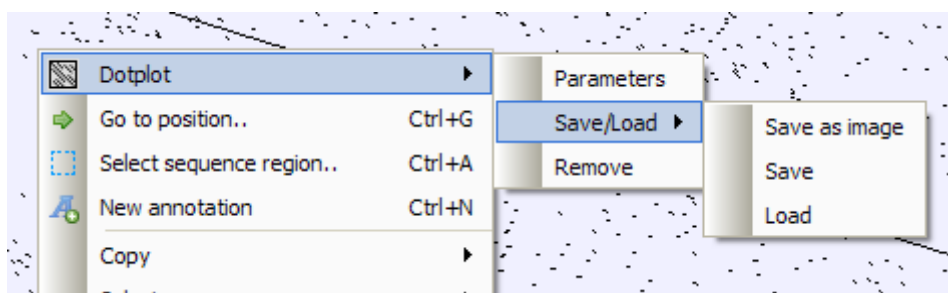 Dotplot
Parameters
Go to position.. Ctrl+G
Save/Load
Save as image
Select sequence region.. Ctrl+A
Remove
Save
New annotation Ctrl+N
Load
Copy